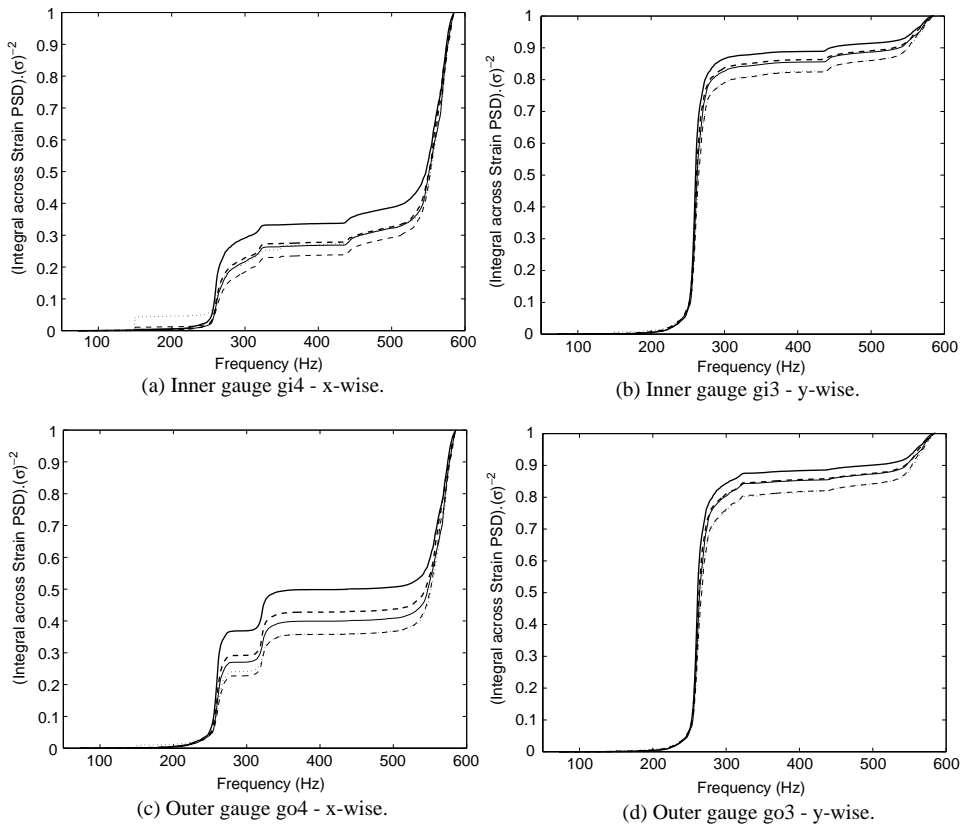 (Integral across Strain PSD).(σ)⁻²
1
0.9
0.8
0.7
0.6
0.5
0.4
0.3
0.2
0.1
0
100 200 300 400 500 600
Frequency (Hz)
(a) Inner gauge gi4 - x-wise.
(Integral across Strain PSD).(σ)⁻²
1
0.9
0.8
0.7
0.6
0.5
0.4
0.3
0.2
0.1
0
100 200 300 400 500 600
Frequency (Hz)
(b) Inner gauge gi3 - y-wise.
(Integral across Strain PSD).(σ)⁻²
1
0.9
0.8
0.7
0.6
0.5
0.4
0.3
0.2
0.1
0
100 200 300 400 500 600
Frequency (Hz)
(c) Outer gauge go4 - x-wise.
(Integral across Strain PSD).(σ)⁻²
1
0.9
0.8
0.7
0.6
0.5
0.4
0.3
0.2
0.1
0
100 200 300 400 500 600
Frequency (Hz)
(d) Outer gauge go3 - y-wise.